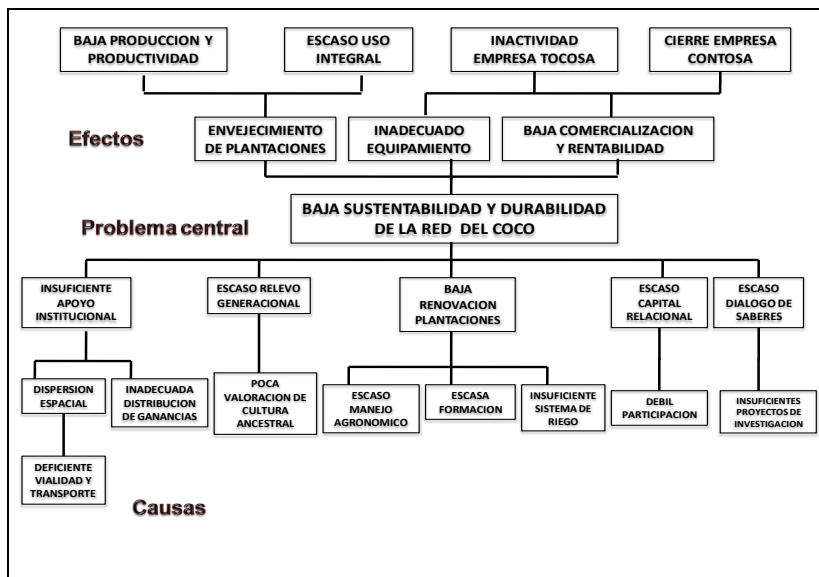 BAJA PRODUCCION Y
PRODUCTIVIDAD
ESCASO USO
INTEGRAL
INACTIVIDAD
EMPRESA TOCOSA
CIERRE EMPRESA
CONTOSA
Efectos
ENVEJECIMIENTO
DE PLANTACIONES
INADECUADO
EQUIPAMIENTO
BAJA COMERCIALIZACION
Y RENTABILIDAD
Problema central
BAJA SUSTENTABILIDAD Y DURABILIDAD
DE LA RED DEL COCO
INSUFICIENTE
APOYO
INSTITUCIONAL
ESCASO RELEVO
GENERACIONAL
BAJA
RENOVACION
PLANTACIONES
ESCASO
CAPITAL
RELACIONAL
ESCASO
DIALOGO DE
SABERES
DISPERSION
ESPACIAL
INADECUADA
DISTRIBUCION
DE GANANCIAS
POCA
VALORACION DE
CULTURA
ANCESTRAL
ESCASO
MANEJO
AGRONOMICO
ESCASA
FORMACION
INSUFICIENTE
SISTEMA DE
RIEGO
DEBIL
PARTICIPACION
INSUFICIENTES
PROYECTOS DE
INVESTIGACION
DEFICIENTE
VIALIDAD Y
TRANSPORTE
Causas